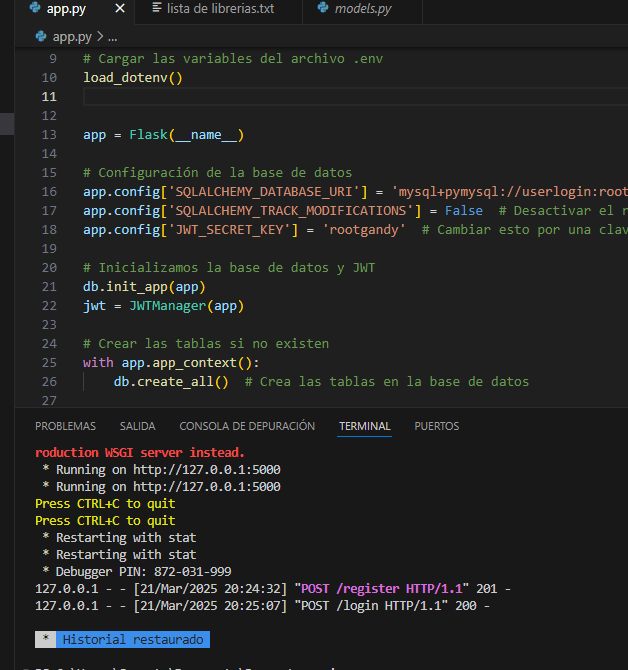 app.py
lista de librerias.txt
models.py
app.py > ...
9 # Cargar las variables del archivo .env
10 load_dotenv()
11
12
13 app = Flask(__name__)
14
15 # Configuración de la base de datos
16 app.config['SQLALCHEMY_DATABASE_URI'] = 'mysql+pymysql://userlogin:root
17 app.config['SQLALCHEMY_TRACK_MODIFICATIONS'] = False # Desactivar el r
18 app.config['JWT_SECRET_KEY'] = 'rootgandy' # Cambiar esto por una clav
19
20 # Inicializamos la base de datos y JWT
21 db.init_app(app)
22 jwt = JWTManager(app)
23
24 # Crear las tablas si no existen
25 with app.app_context():
26 db.create_all() # Crea las tablas en la base de datos
27
PROBLEMAS SALIDA CONSOLA DE DEPURACIÓN TERMINAL PUERTOS
roduction WSGI server instead.
* Running on http://127.0.0.1:5000
* Running on http://127.0.0.1:5000
Press CTRL+C to quit
Press CTRL+C to quit
* Restarting with stat
* Restarting with stat
* Debugger PIN: 872-031-999
127.0.0.1 - - [21/Mar/2025 20:24:32] "POST /register HTTP/1.1" 201 -
127.0.0.1 - - [21/Mar/2025 20:25:07] "POST /login HTTP/1.1" 200 -
* Historial restaurado